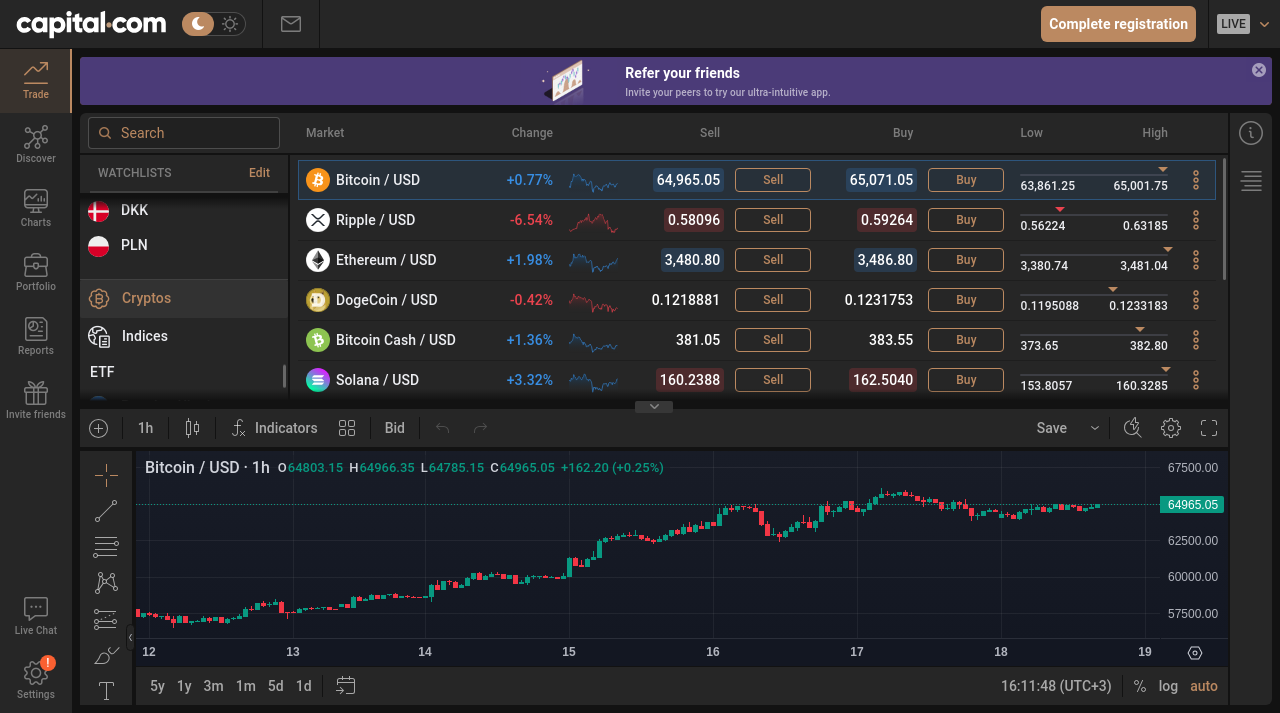 capital.com
Complete registration
LIVE
Trade
Discover
Charts
Portfolio
Reports
Invite friends
Live Chat
!
Settings
Refer your friends
Invite your peers to try our ultra-intuitive app.
Search
WATCHLISTS Edit
DKK
PLN
Cryptos
Indices
ETF
Market Change Sell Buy Low High
Bitcoin / USD +0.77% 64,965.05 Sell 65,071.05 Buy 63,861.25 65,001.75
Ripple / USD -6.54% 0.58096 Sell 0.59264 Buy 0.56224 0.63185
Ethereum / USD +1.98% 3,480.80 Sell 3,486.80 Buy 3,380.74 3,481.04
DogeCoin / USD -0.42% 0.1218881 Sell 0.1231753 Buy 0.1195088 0.1233183
Bitcoin Cash / USD +1.36% 381.05 Sell 383.55 Buy 373.65 382.80
Solana / USD +3.32% 160.2388 Sell 162.5040 Buy 153.8057 160.3285
1h Indicators Bid Save
Bitcoin / USD · 1h O64803.15 H64966.35 L64785.15 C64965.05 +162.20 (+0.25%)
67500.00
64965.05
62500.00
60000.00
57500.00
12 13 14 15 16 17 18 19
5y 1y 3m 1m 5d 1d 16:11:48 (UTC+3) % log auto